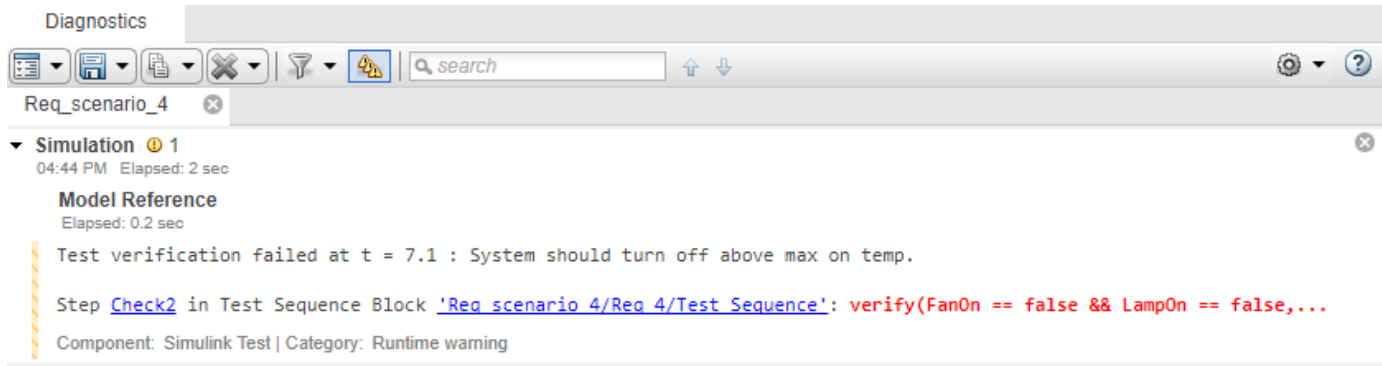 Diagnostics
search
Req_scenario_4
Simulation 1
04:44 PM Elapsed: 2 sec
Model Reference
Elapsed: 0.2 sec
Test verification failed at t = 7.1 : System should turn off above max on temp.
Step Check2 in Test Sequence Block 'Req_scenario_4/Req_4/Test Sequence': verify(FanOn == false && LampOn == false,...
Component: Simulink Test | Category: Runtime warning